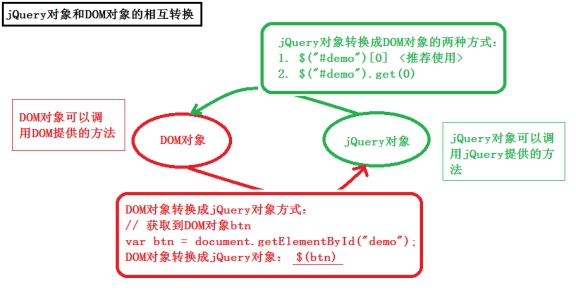 jQuery对象和DOM对象的相互转换
jQuery对象转换成DOM对象的两种方式：
1. $("#demo")[0] <推荐使用>
2. $("#demo").get(0)
DOM对象可以调
用DOM提供的方法
DOM对象
jQuery对象
jQuery对象可以调
用jQuery提供的方
法
DOM对象转换成jQuery对象方式：
// 获取到DOM对象btn
var btn = document.getElementById("demo");
DOM对象转换成jQuery对象： $(btn)